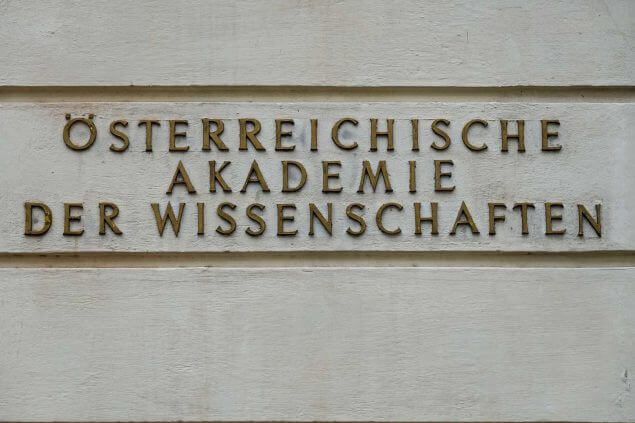 ÖSTERREICHISCHE
AKADEMIE
DER WISSENSCHAFTEN